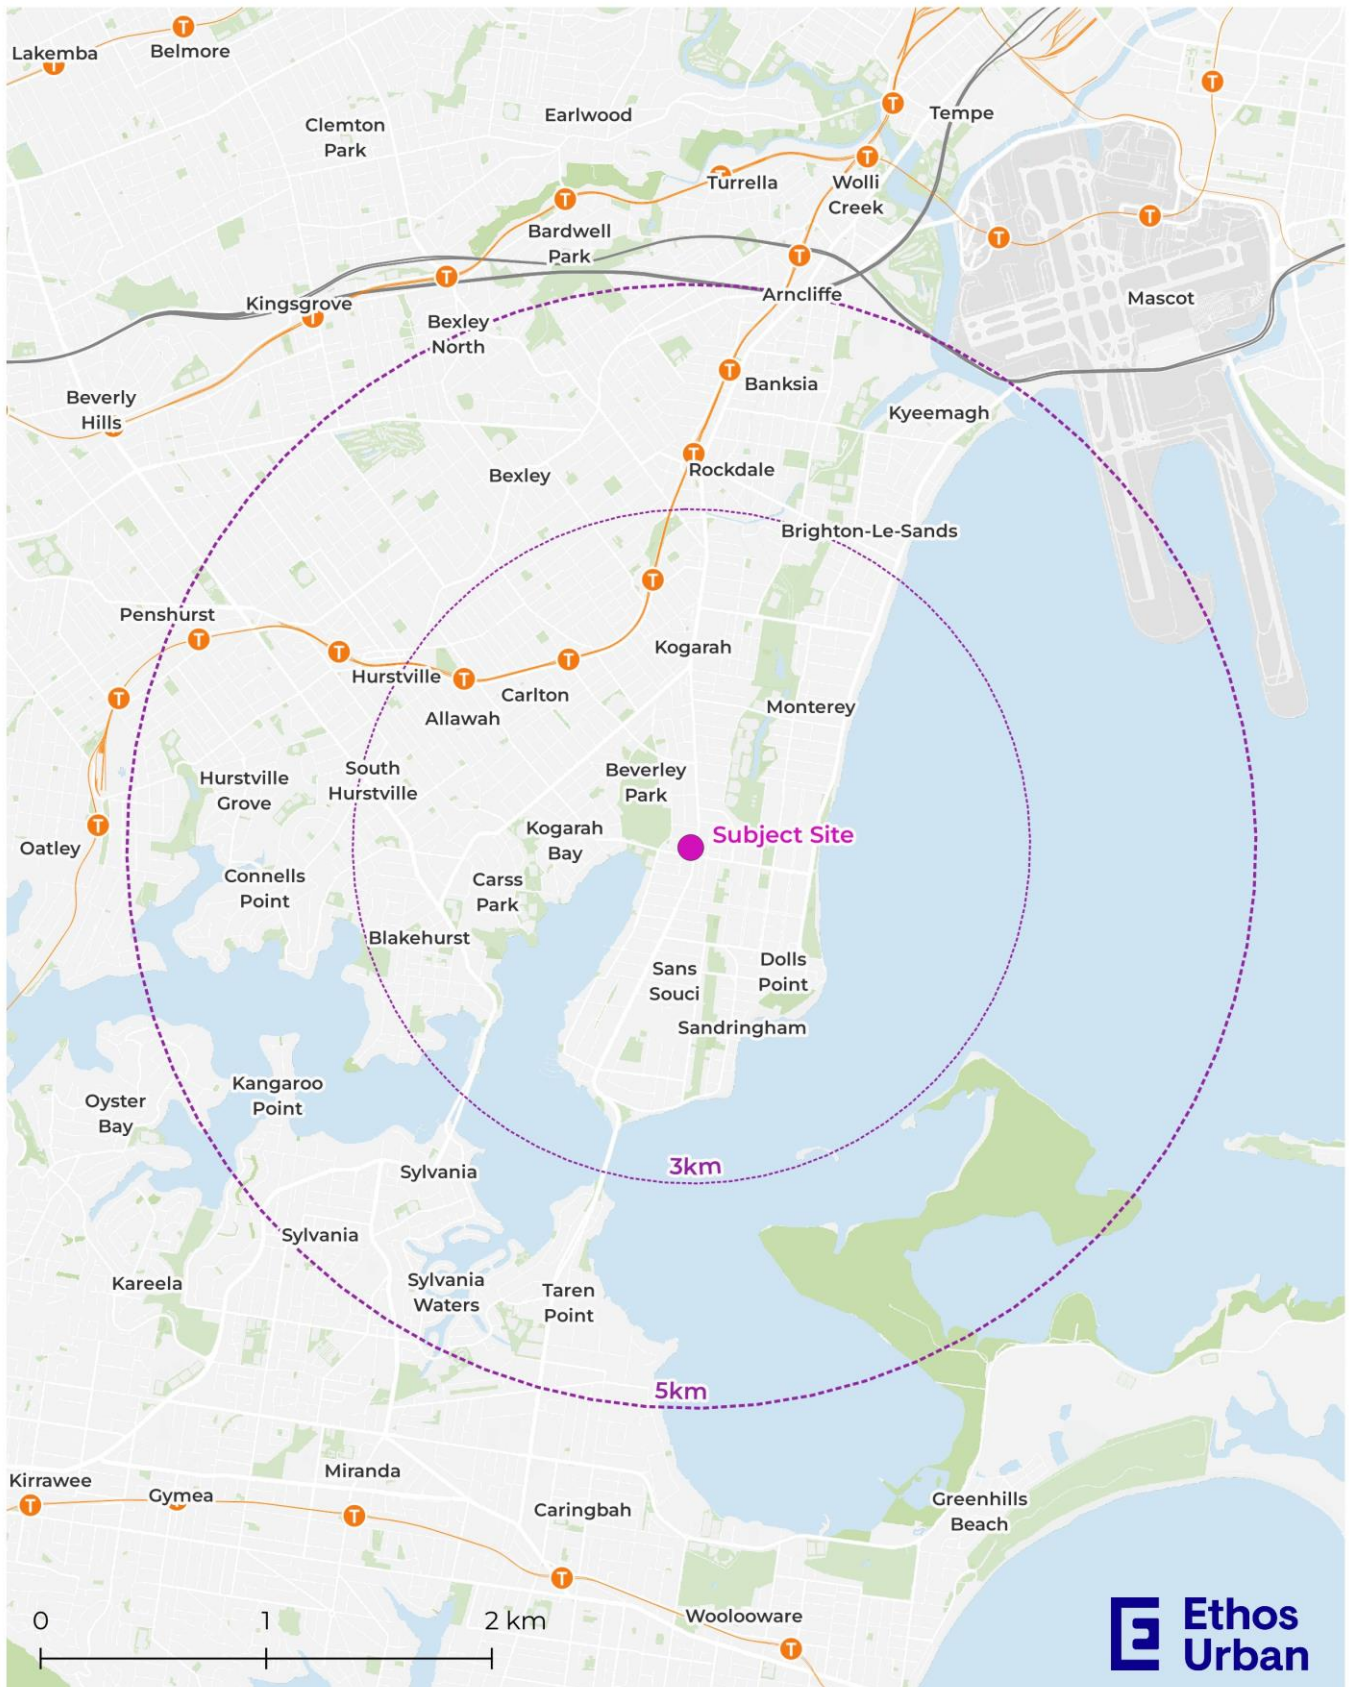 Lakemba
Belmore
T
T
T
T
Tempe
Earlwood
Clemton
Park
T
Turrella
T
Wolli
Creek
T
T
Bardwell
Park
T
T
T
T
Arncliffe
Mascot
Kingsgrove
T
Bexley
North
T
Banksia
Beverly
Hills
Kyeemagh
T
Rockdale
Bexley
Brighton-Le-Sands
T
Penshurst
T
T
Kogarah
T
Hurstville
T
Carlton
Allawah
T
Monterey
South
Hurstville
Beverley
Park
Hurstville
Grove
T
Oatley
Kogarah
Bay
Subject Site
Connells
Point
Carss
Park
Blakehurst
Sans
Souci
Dolls
Point
Sandringham
Kangaroo
Point
Oyster
Bay
3km
Sylvania
Sylvania
Kareela
Sylvania
Waters
Taren
Point
5km
Kirrawee
T
Gymea
Miranda
T
Caringbah
Greenhills
Beach
T
Woolooware
T
0 1 2 km
Ethos
Urban